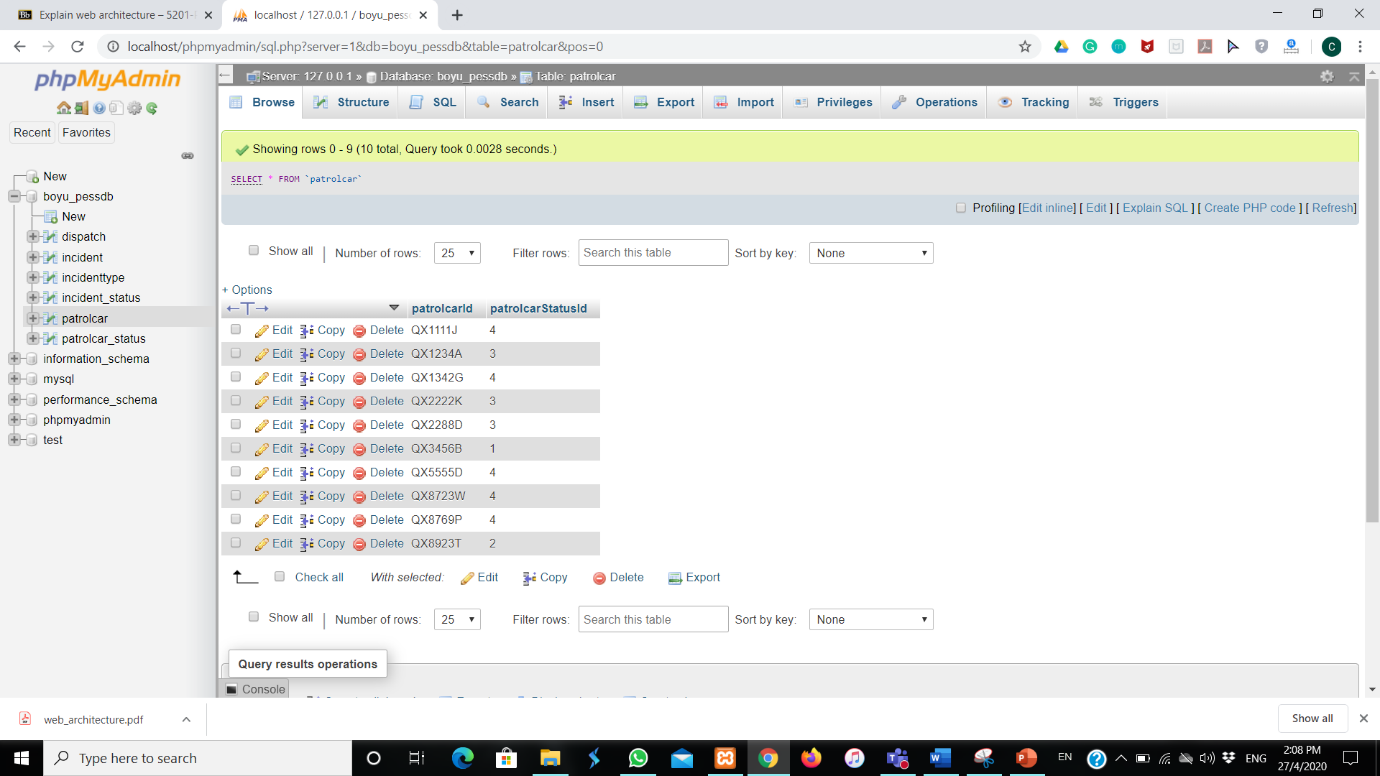 Explain web architecture – 5201-
localhost / 127.0.0.1 / boyu_pess
localhost/phpmyadmin/sql.php?server=1&db=boyu_pessdb&table=patrolcar&pos=0
C
phpMyAdmin
Recent Favorites
New
boyu_pessdb
New
dispatch
incident
incidenttype
incident_status
patrolcar
patrolcar_status
information_schema
mysql
performance_schema
phpmyadmin
test
Server: 127.0.0.1 » Database: boyu_pessdb » Table: patrolcar
Browse Structure SQL Search Insert Export Import Privileges Operations Tracking Triggers
Showing rows 0 - 9 (10 total, Query took 0.0028 seconds.)
SELECT * FROM `patrolcar`
Profiling [Edit inline] [ Edit ] [ Explain SQL ] [ Create PHP code ] [ Refresh]
Show all | Number of rows: 25 Filter rows: Search this table Sort by key: None
+ Options
←T→ patrolcarId patrolcarStatusId
Edit Copy Delete QX1111J 4
Edit Copy Delete QX1234A 3
Edit Copy Delete QX1342G 4
Edit Copy Delete QX2222K 3
Edit Copy Delete QX2288D 3
Edit Copy Delete QX3456B 1
Edit Copy Delete QX5555D 4
Edit Copy Delete QX8723W 4
Edit Copy Delete QX8769P 4
Edit Copy Delete QX8923T 2
Check all With selected: Edit Copy Delete Export
Show all | Number of rows: 25 Filter rows: Search this table Sort by key: None
Query results operations
Console
web_architecture.pdf
Show all
Type here to search
EN
ENG
2:08 PM
27/4/2020